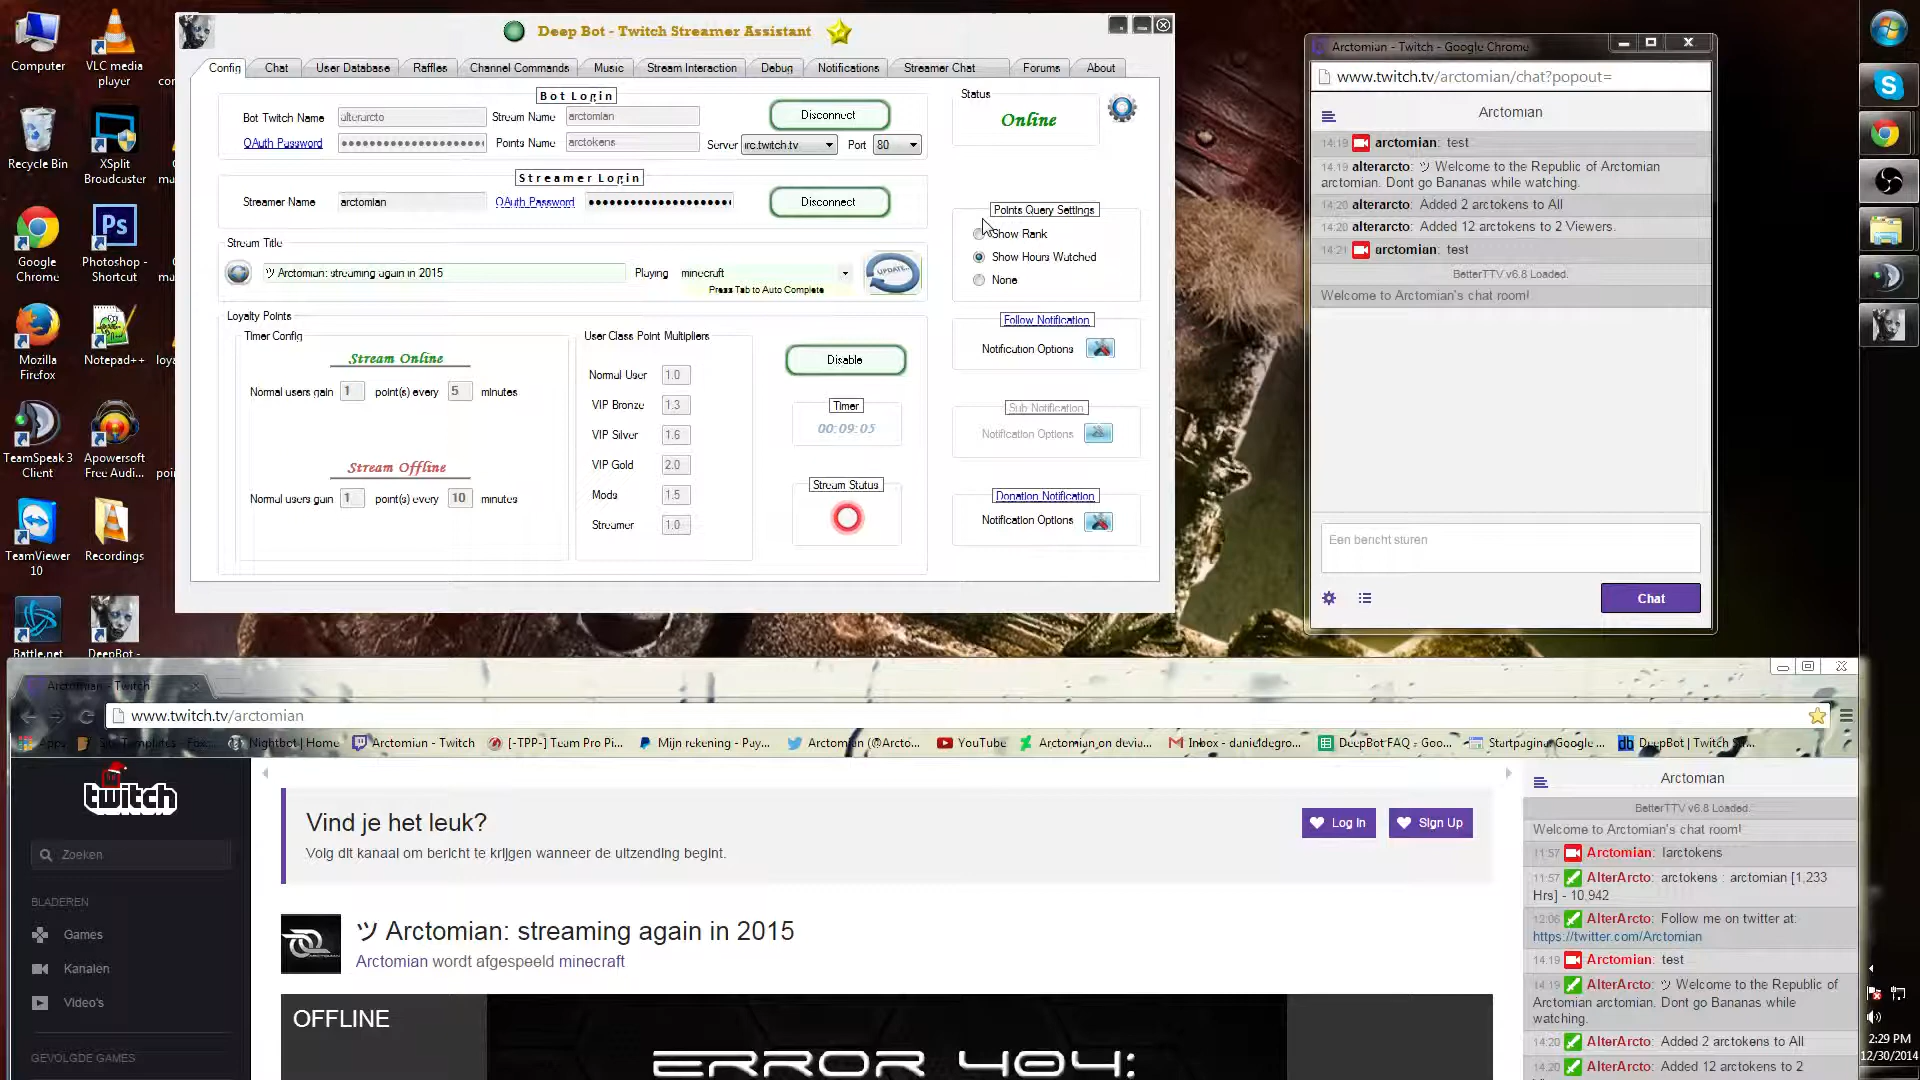 Computer
VLC media
player
Recycle Bin
XSplit
Broadcaster
Google
Chrome
Photoshop -
Shortcut
Mozilla
Firefox
Notepad++
TeamSpeak 3
Client
Apowersoft
Free Audi...
TeamViewer
10
Recordings
Battle.net
DeepBot -
Deep Bot - Twitch Streamer Assistant
Config
Chat
User Database
Raffles
Channel Commands
Music
Stream Interaction
Debug
Notifications
Streamer Chat
Forums
About
Bot Login
Bot Twitch Name alterarcto Stream Name arctomian Disconnect
OAuth Password Points Name arctokens Server irc.twitch.tv Port 80
Streamer Login
Streamer Name arctomian OAuth Password Disconnect
Stream Title
ツ Arctomian: streaming again in 2015 Playing minecraft UPDATE...
Press Tab to Auto Complete
Loyalty Points
Timer Config
Stream Online
Normal users gain 1 point(s) every 5 minutes
Stream Offline
Normal users gain 1 point(s) every 10 minutes
User Class Point Multipliers
Normal User 1.0
VIP Bronze 1.3
VIP Silver 1.6
VIP Gold 2.0
Mods 1.5
Streamer 1.0
Disable
Timer
00:09:05
Stream Status
Status
Online
Points Query Settings
Show Rank
Show Hours Watched
None
Follow Notification
Notification Options
Sub Notification
Notification Options
Donation Notification
Notification Options
Arctomian - Twitch - Google Chrome
www.twitch.tv/arctomian/chat?popout=
Arctomian
14:19 arctomian: test
14:19 alterarcto: ツ Welcome to the Republic of Arctomian
arctomian. Dont go Bananas while watching.
14:20 alterarcto: Added 2 arctokens to All
14:20 alterarcto: Added 12 arctokens to 2 Viewers.
14:21 arctomian: test
BetterTTV v6.8 Loaded.
Welcome to Arctomian's chat room!
Een bericht sturen
Chat
Arctomian - Twitch
www.twitch.tv/arctomian
Apps
Nightbot | Home
Arctomian - Twitch
[-TPP-] Team Pro Pi...
Mijn rekening - Pay...
Arctomian (@Arcto...
YouTube
Arctomian on devia...
Inbox - danieldegro...
DeepBot FAQ - Goo...
Startpagina Google ...
DeepBot | Twitch Str...
twitch
Zoeken
BLADEREN
Games
Kanalen
Video's
GEVOLGDE GAMES
Vind je het leuk?
Volg dit kanaal om bericht te krijgen wanneer de uitzending begint.
Log In
Sign Up
ツ Arctomian: streaming again in 2015
Arctomian wordt afgespeeld minecraft
OFFLINE
ERROR 404:
Arctomian
BetterTTV v6.8 Loaded.
Welcome to Arctomian's chat room!
11:57 Arctomian: !arctokens
11:57 AlterArcto: arctokens : arctomian [1,233
Hrs] - 10,942
12:06 AlterArcto: Follow me on twitter at:
https://twitter.com/Arctomian
14:19 Arctomian: test
14:19 AlterArcto: ツ Welcome to the Republic of
Arctomian arctomian. Dont go Bananas while
watching.
14:20 AlterArcto: Added 2 arctokens to All
14:20 AlterArcto: Added 12 arctokens to 2
2:29 PM
12/30/2014